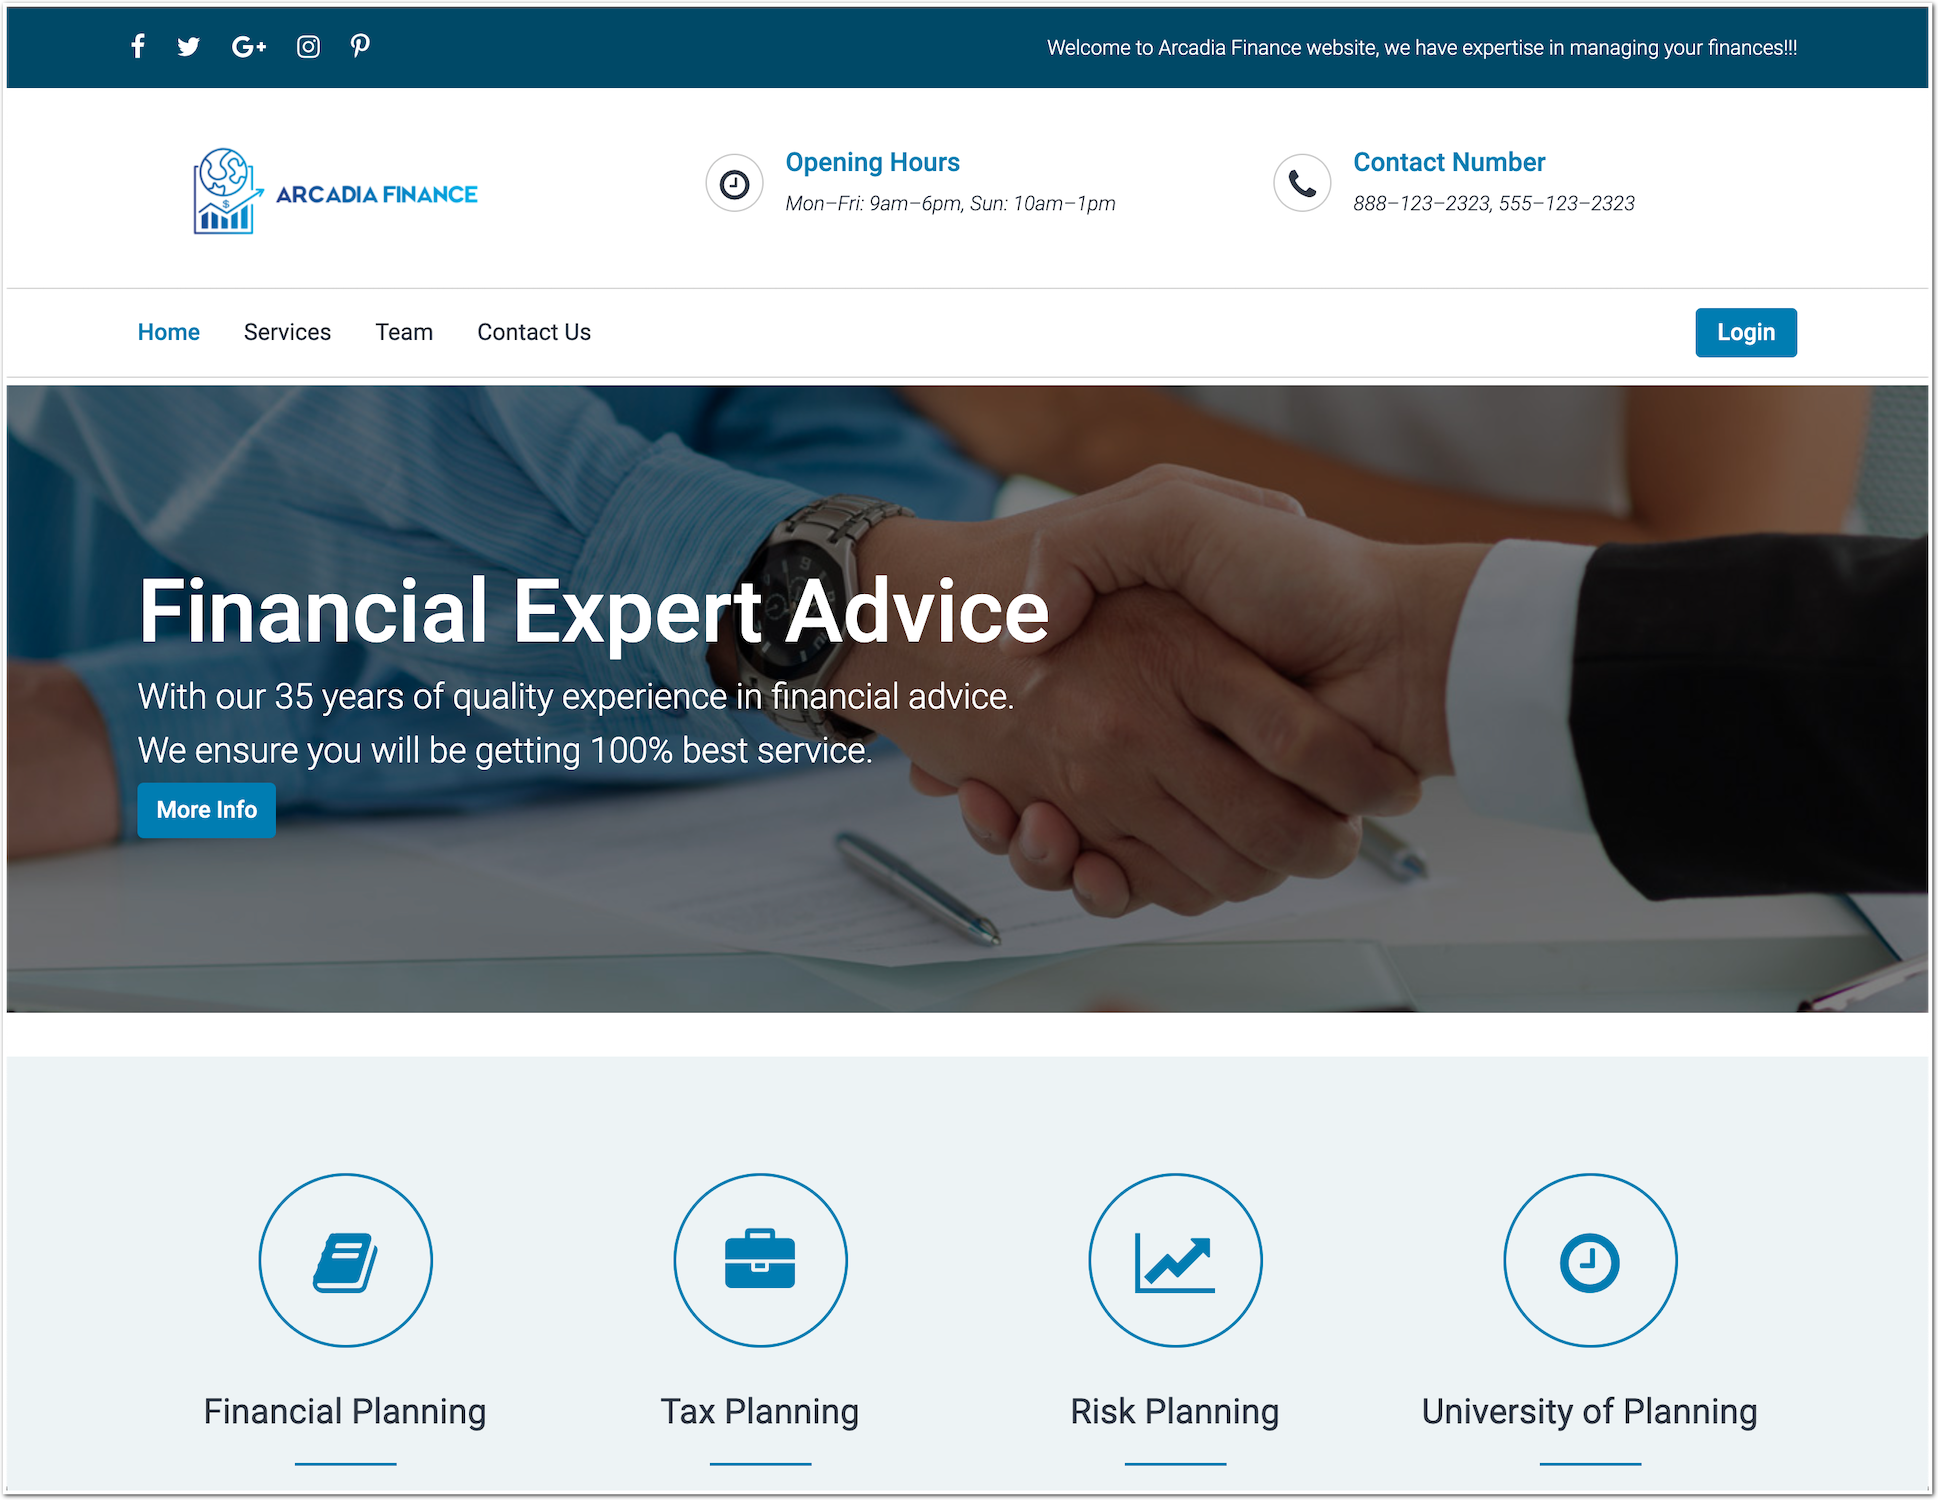 Welcome to Arcadia Finance website, we have expertise in managing your finances!!!
ARCADIA FINANCE
Opening Hours
Mon–Fri: 9am–6pm, Sun: 10am–1pm
Contact Number
888–123–2323, 555–123–2323
Home
Services
Team
Contact Us
Login
Financial Expert Advice
With our 35 years of quality experience in financial advice.
We ensure you will be getting 100% best service.
More Info
Financial Planning
Tax Planning
Risk Planning
University of Planning